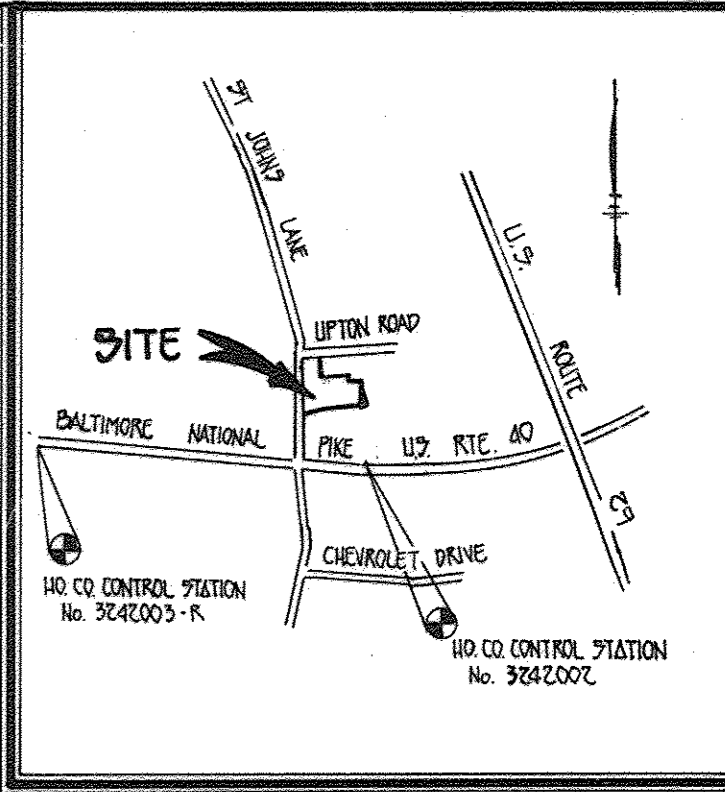 ST JOHNS LANE
U.S. ROUTE 29
UPTON ROAD
SITE
BALTIMORE NATIONAL PIKE U.S. RTE. 40
CHEVROLET DRIVE
HO. CO. CONTROL STATION
No. 3242003-R
HO. CO. CONTROL STATION
No. 3242002